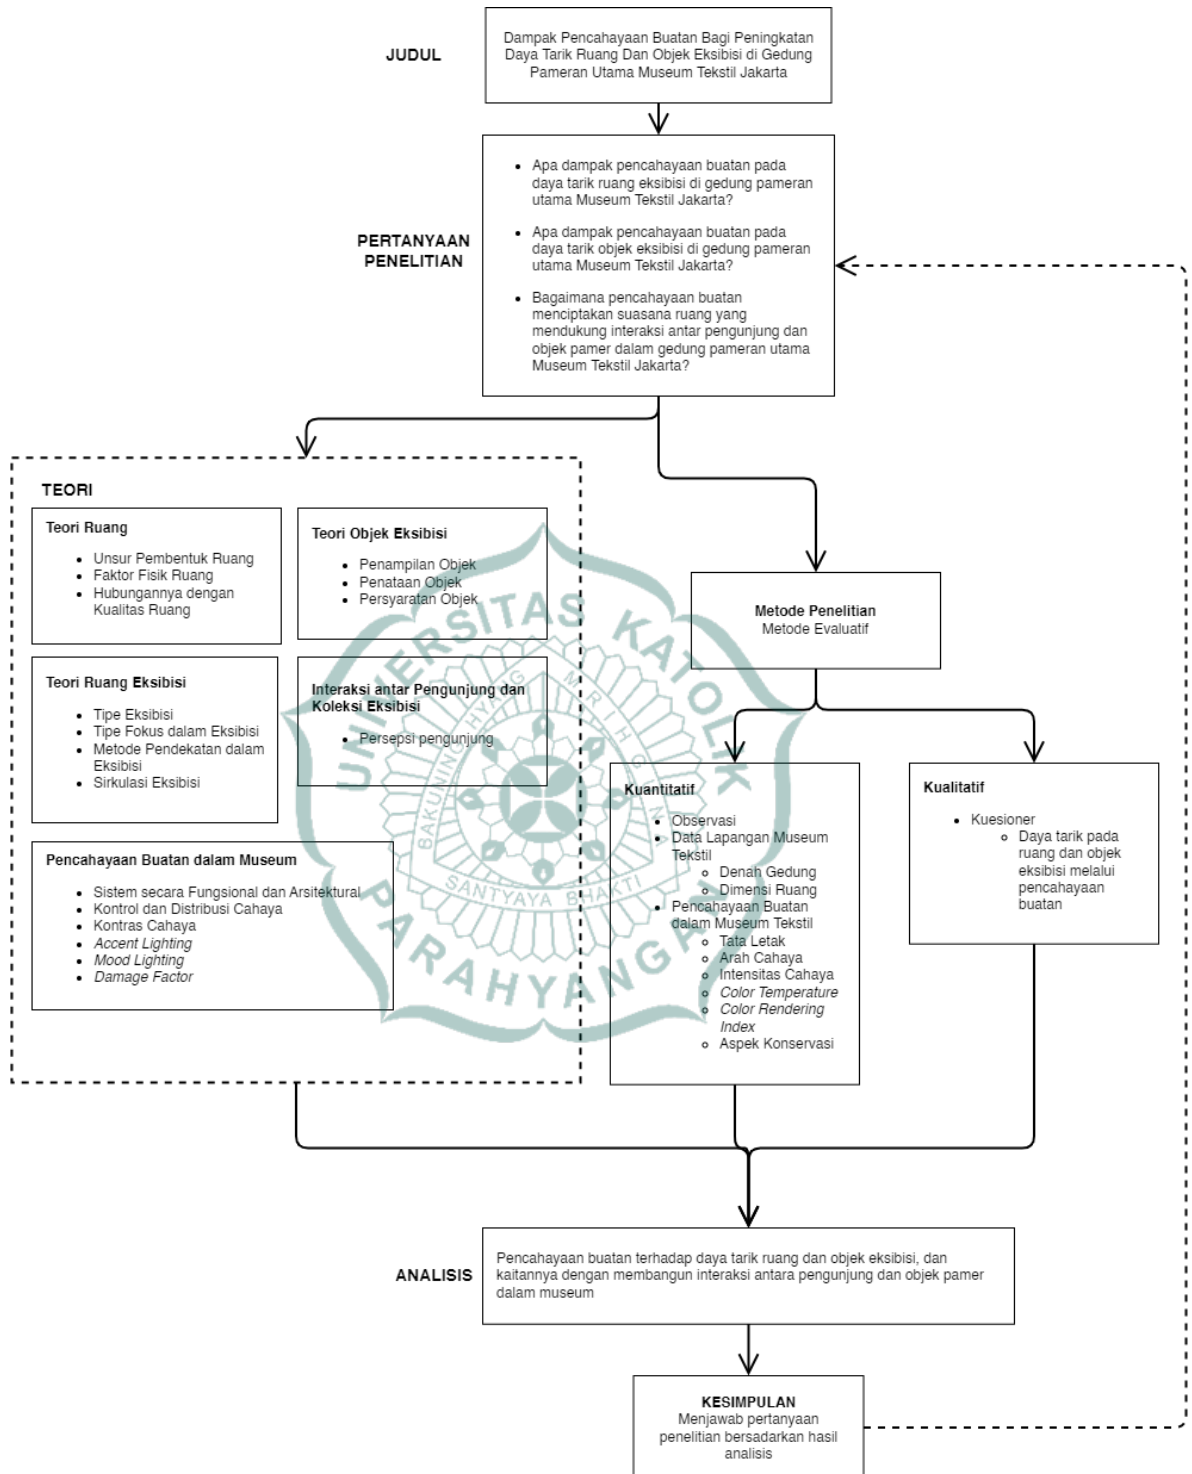 JUDUL
Dampak Pencahayaan Buatan Bagi Peningkatan
Daya Tarik Ruang Dan Objek Eksibisi di Gedung
Pameran Utama Museum Tekstil Jakarta
PERTANYAAN
PENELITIAN
• Apa dampak pencahayaan buatan pada
daya tarik ruang eksibisi di gedung pameran
utama Museum Tekstil Jakarta?
• Apa dampak pencahayaan buatan pada
daya tarik objek eksibisi di gedung pameran
utama Museum Tekstil Jakarta?
• Bagaimana pencahayaan buatan
menciptakan suasana ruang yang
mendukung interaksi antar pengunjung dan
objek pamer dalam gedung pameran utama
Museum Tekstil Jakarta?
TEORI
Teori Ruang
• Unsur Pembentuk Ruang
• Faktor Fisik Ruang
• Hubungannya dengan
Kualitas Ruang
Teori Objek Eksibisi
• Penampilan Objek
• Penataan Objek
• Persyaratan Objek
Teori Ruang Eksibisi
• Tipe Eksibisi
• Tipe Fokus dalam Eksibisi
• Metode Pendekatan dalam
Eksibisi
• Sirkulasi Eksibisi
Interaksi antar Pengunjung dan
Koleksi Eksibisi
• Persepsi pengunjung
Pencahayaan Buatan dalam Museum
• Sistem secara Fungsional dan Arsitektural
• Kontrol dan Distribusi Cahaya
• Kontras Cahaya
• Accent Lighting
• Mood Lighting
• Damage Factor
Metode Penelitian
Metode Evaluatif
Kuantitatif
• Observasi
• Data Lapangan Museum
Tekstil
○ Denah Gedung
○ Dimensi Ruang
• Pencahayaan Buatan
dalam Museum Tekstil
○ Tata Letak
○ Arah Cahaya
○ Intensitas Cahaya
○ Color Temperature
○ Color Rendering
Index
○ Aspek Konservasi
Kualitatif
• Kuesioner
○ Daya tarik pada
ruang dan objek
eksibisi melalui
pencahayaan
buatan
UNIVERSITAS KATOLIK
PARAHYANGAN
BAKUNING HYANG MRIH GUNA
SANTYAYA BHAKTI
ANALISIS
Pencahayaan buatan terhadap daya tarik ruang dan objek eksibisi, dan
kaitannya dengan membangun interaksi antara pengunjung dan objek pamer
dalam museum
KESIMPULAN
Menjawab pertanyaan
penelitian bersadarkan hasil
analisis